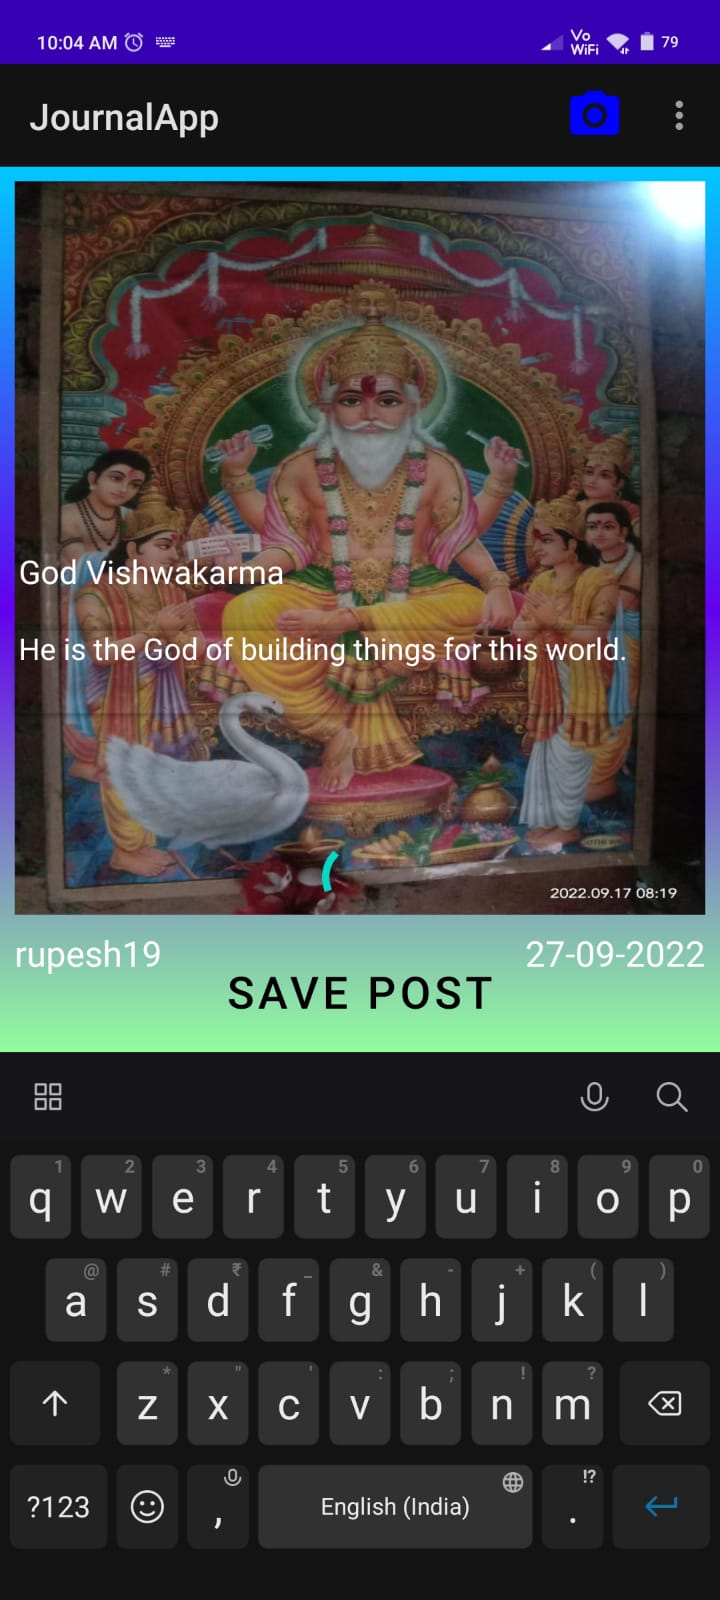 10:04 AM
Vo
WiFi
79
JournalApp
God Vishwakarma
He is the God of building things for this world.
2022.09.17 08:19
rupesh19
27-09-2022
SAVE POST
1 2 3 4 5 6 7 8 9 0
q w e r t y u i o p
@ # ₹ _ & - + ( )
a s d f g h j k l
* " ' : ; ! ?
z x c v b n m
!?
?123 , English (India) .